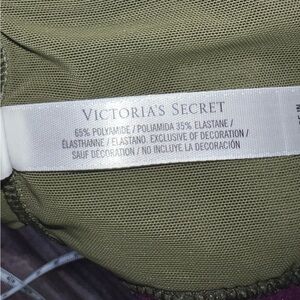 VICTORIA'S SECRET
65% POLYAMIDE / POLIAMIDA 35% ELASTANE /
ÉLASTHANNE / ELASTANO. EXCLUSIVE OF DECORATION /
SAUF DÉCORATION / NO INCLUYE LA DECORACIÓN